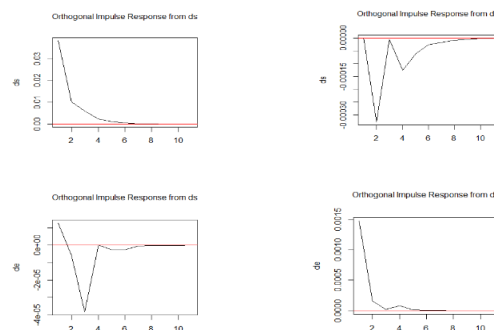 Orthogonal Impulse Response from ds
ds
0.00 0.01 0.03
2 4 6 8 10
Orthogonal Impulse Response from ds
ds
-0.00030 -0.00015 0.00000
2 4 6 8 10
Orthogonal Impulse Response from ds
de
-4e-05 -2e-05 0e+00
2 4 6 8 10
Orthogonal Impulse Response from d
de
0.0000 0.0005 0.0010 0.0015
2 4 6 8 10